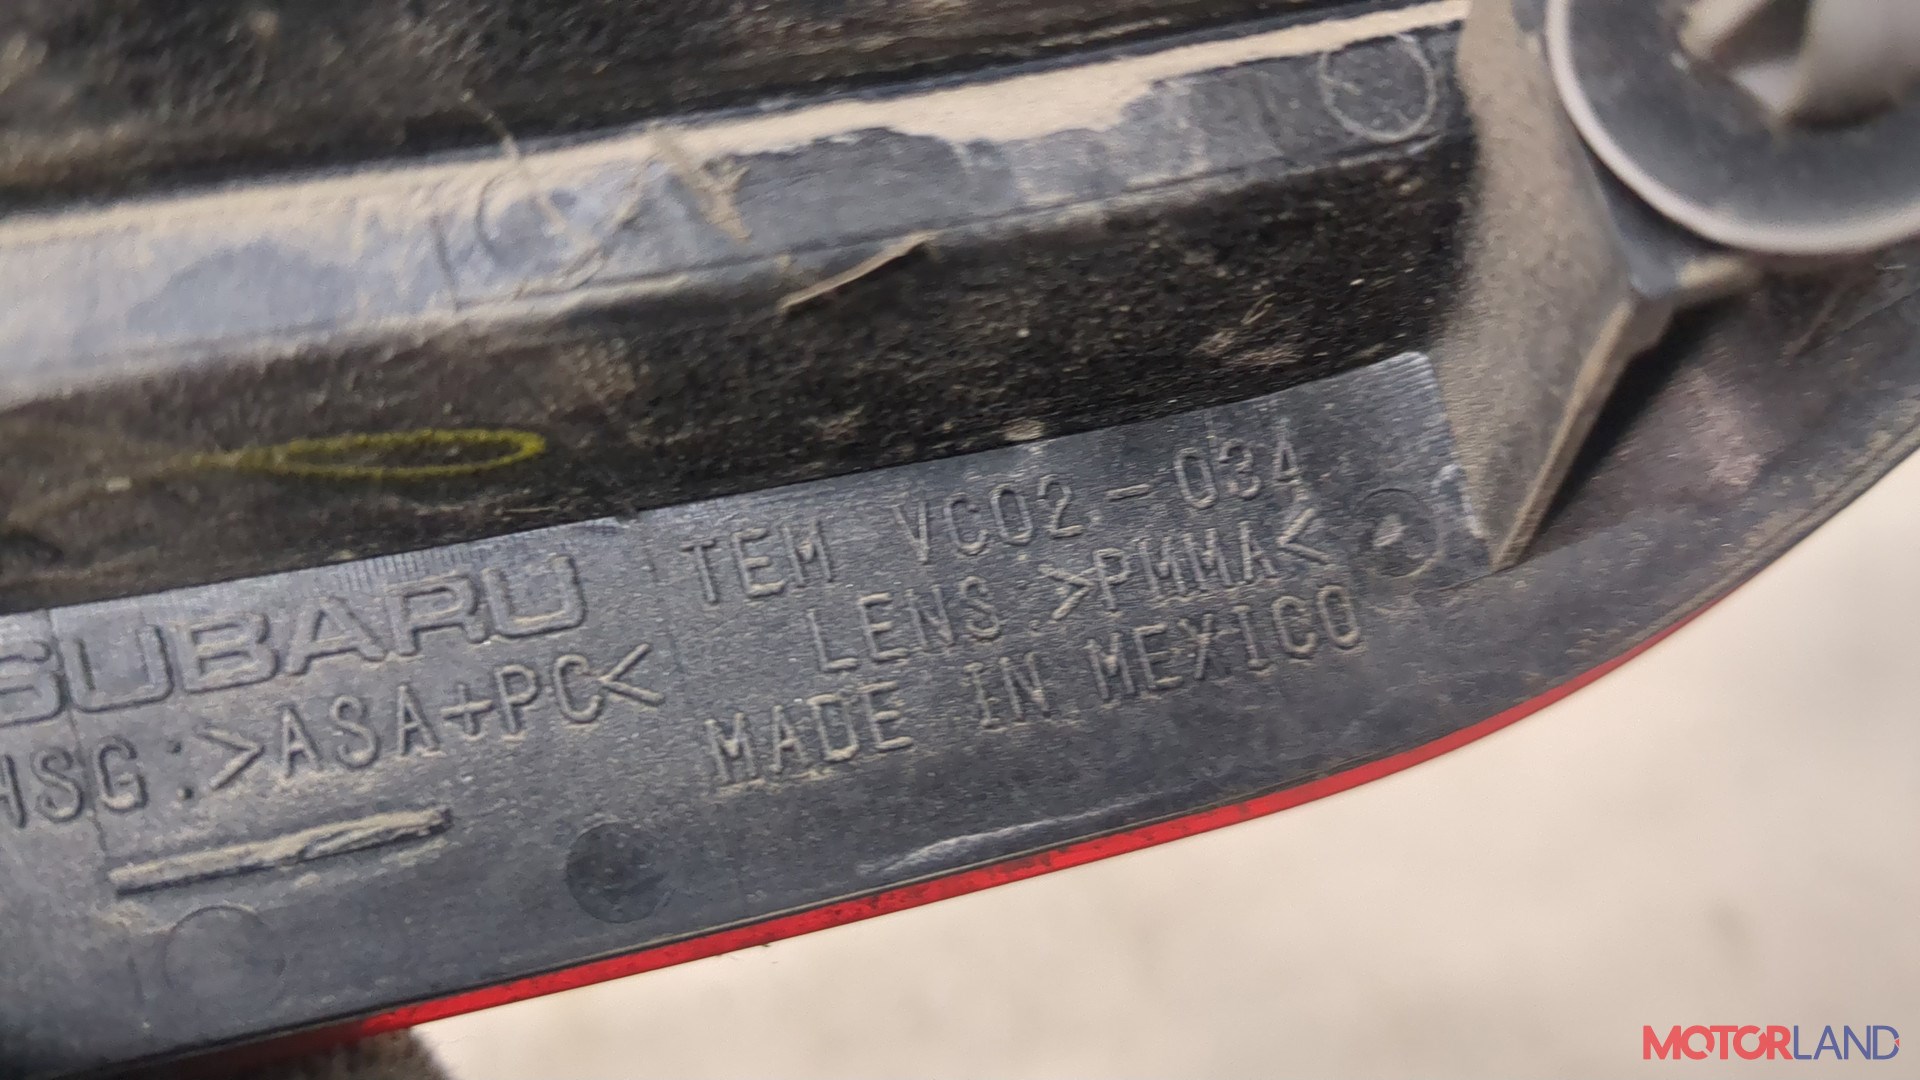 SUBARU
HSG:>ASA+PC<
TEM VC02-034
LENS:>PMMA<
MADE IN MEXICO
MOTORLAND